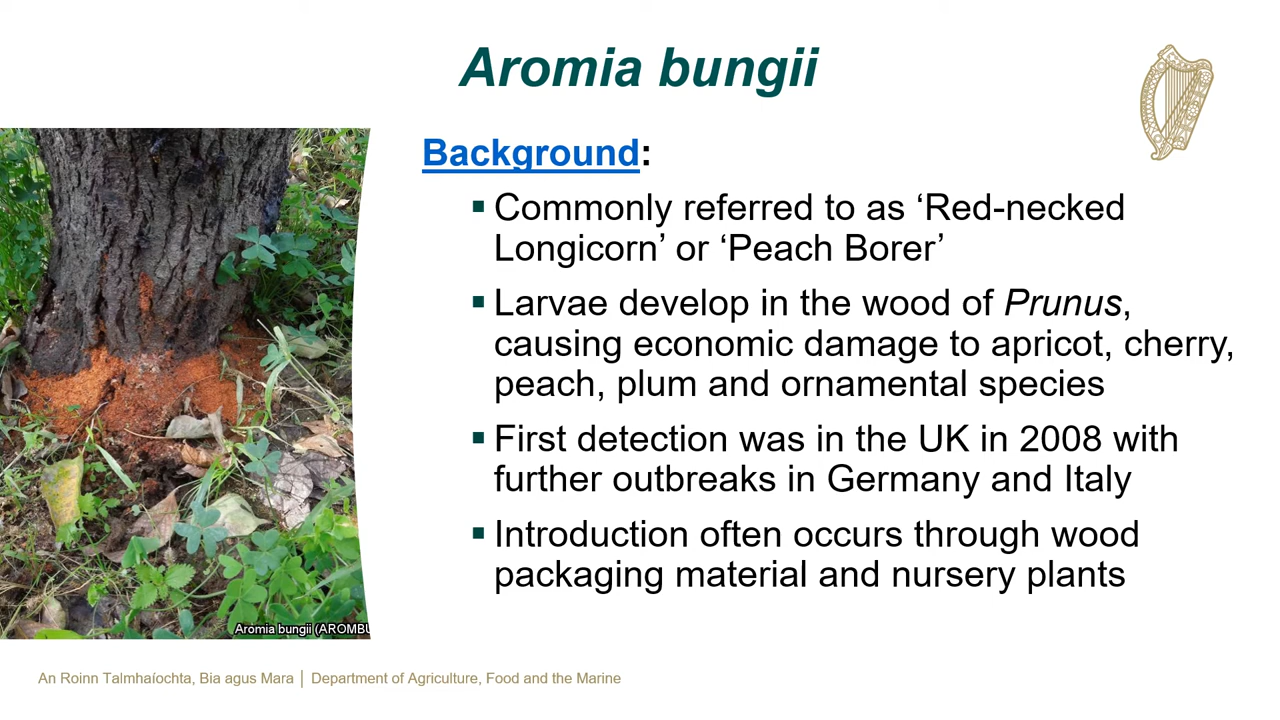 Aromia bungii
Background:
▪ Commonly referred to as ‘Red-necked
Longicorn’ or ‘Peach Borer’
▪ Larvae develop in the wood of Prunus,
causing economic damage to apricot, cherry,
peach, plum and ornamental species
▪ First detection was in the UK in 2008 with
further outbreaks in Germany and Italy
▪ Introduction often occurs through wood
packaging material and nursery plants
Aromia bungii (AROMBU
An Roinn Talmhaíochta, Bia agus Mara | Department of Agriculture, Food and the Marine